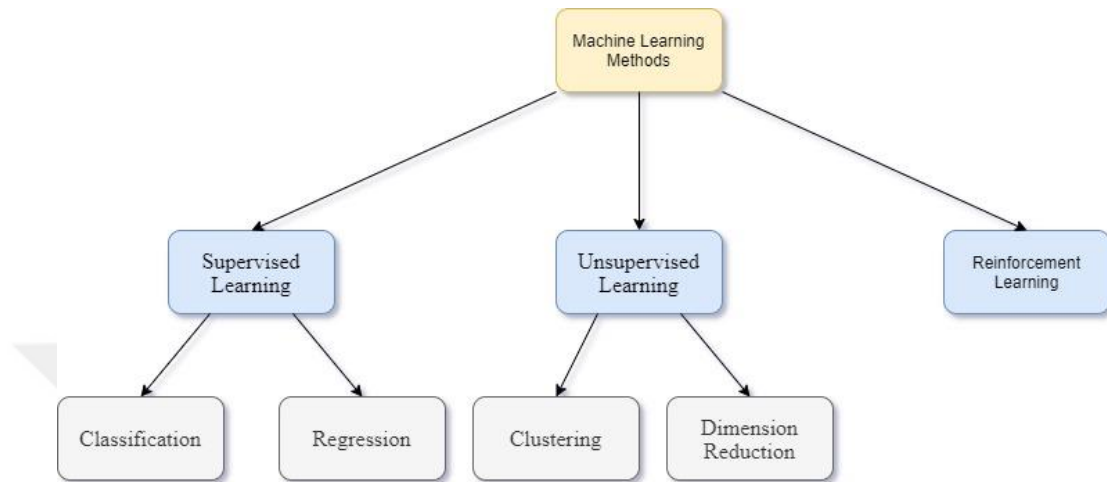 Machine Learning
Methods
Supervised
Learning
Unsupervised
Learning
Reinforcement
Learning
Classification
Regression
Clustering
Dimension
Reduction